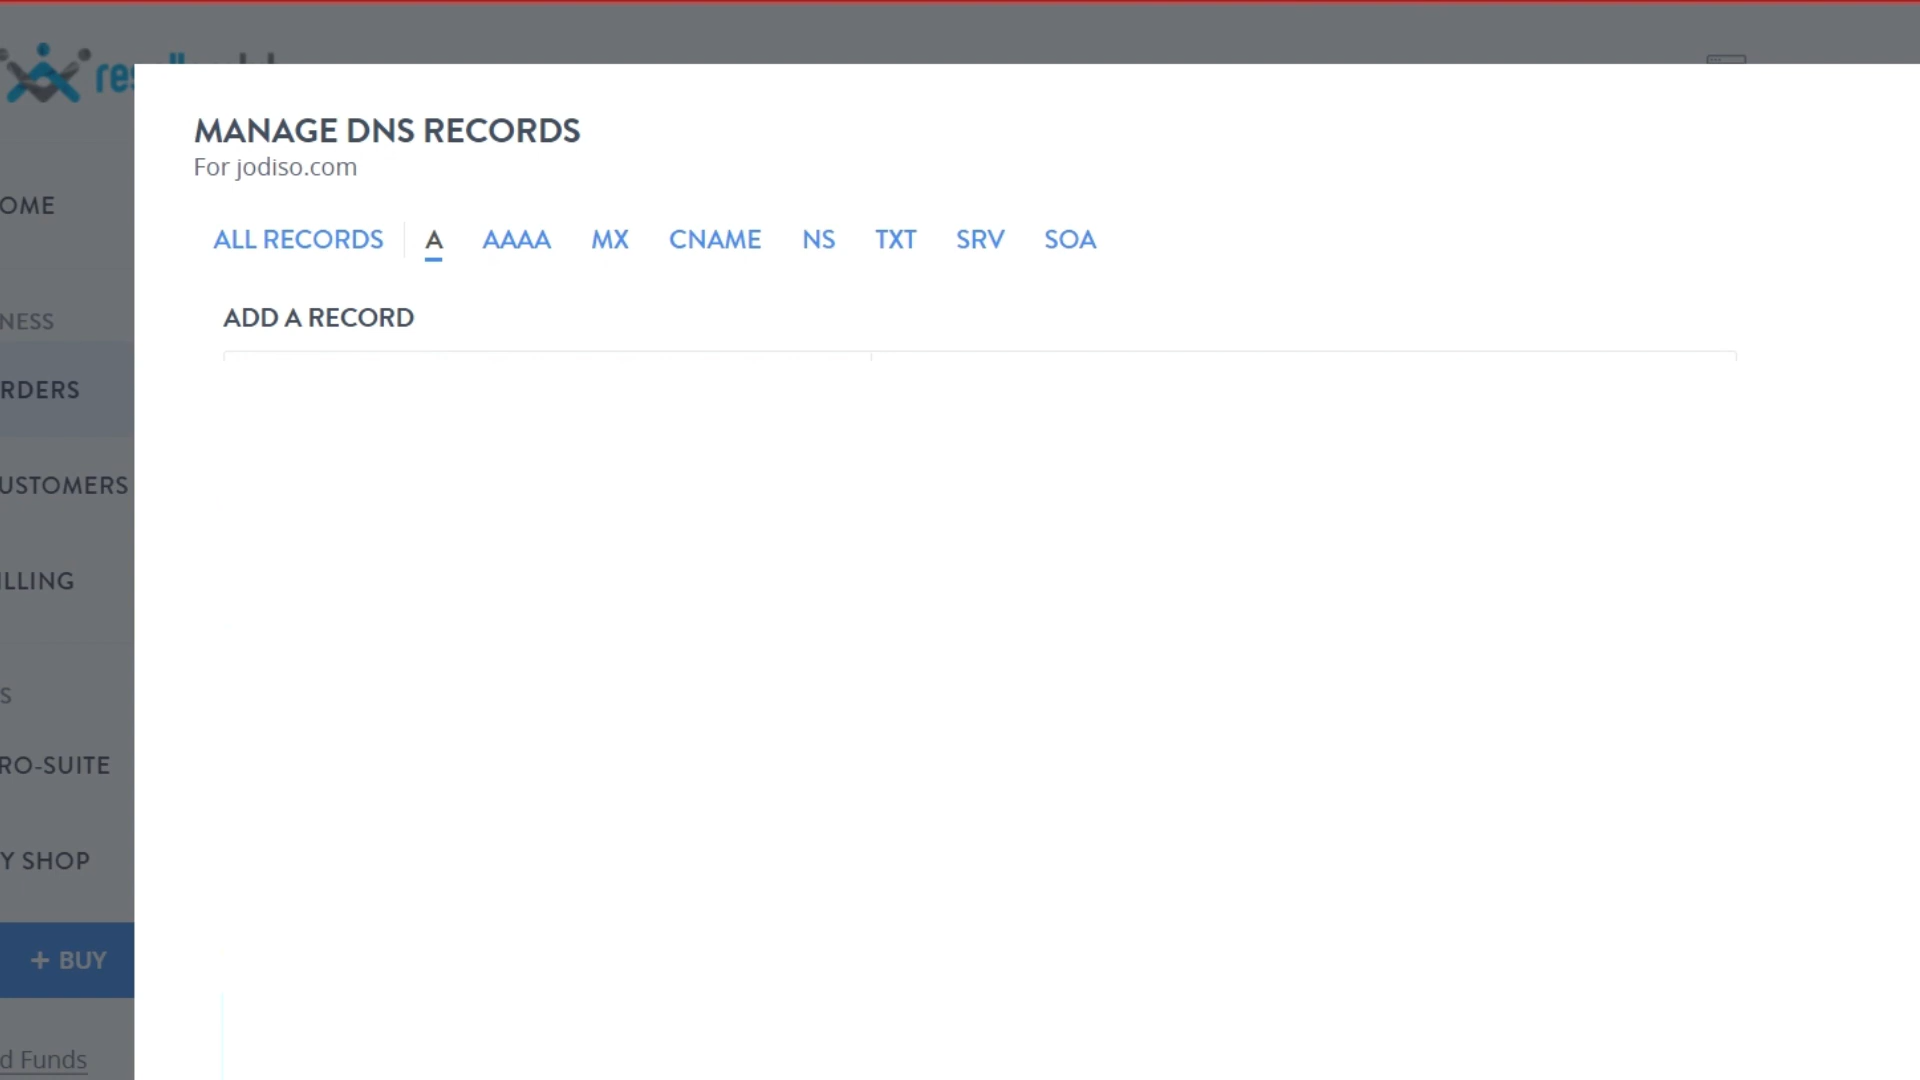 MANAGE DNS RECORDS
For jodiso.com
ALL RECORDS A AAAA MX CNAME NS TXT SRV SOA
ADD A RECORD
OME
NESS
RDERS
USTOMERS
ILLING
S
RO-SUITE
Y SHOP
+ BUY
d Funds